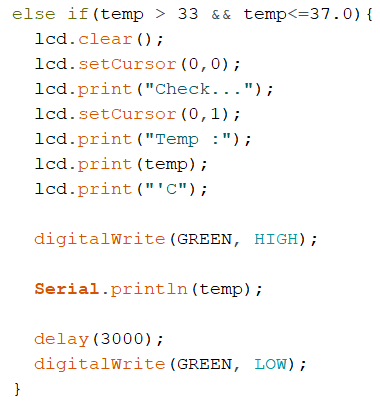 else if(temp > 33 && temp<=37.0){
lcd.clear();
lcd.setCursor(0,0);
lcd.print("Check...");
lcd.setCursor(0,1);
lcd.print("Temp :");
lcd.print(temp);
lcd.print("'C");
digitalWrite(GREEN, HIGH);
Serial.println(temp);
delay(3000);
digitalWrite(GREEN, LOW);
}